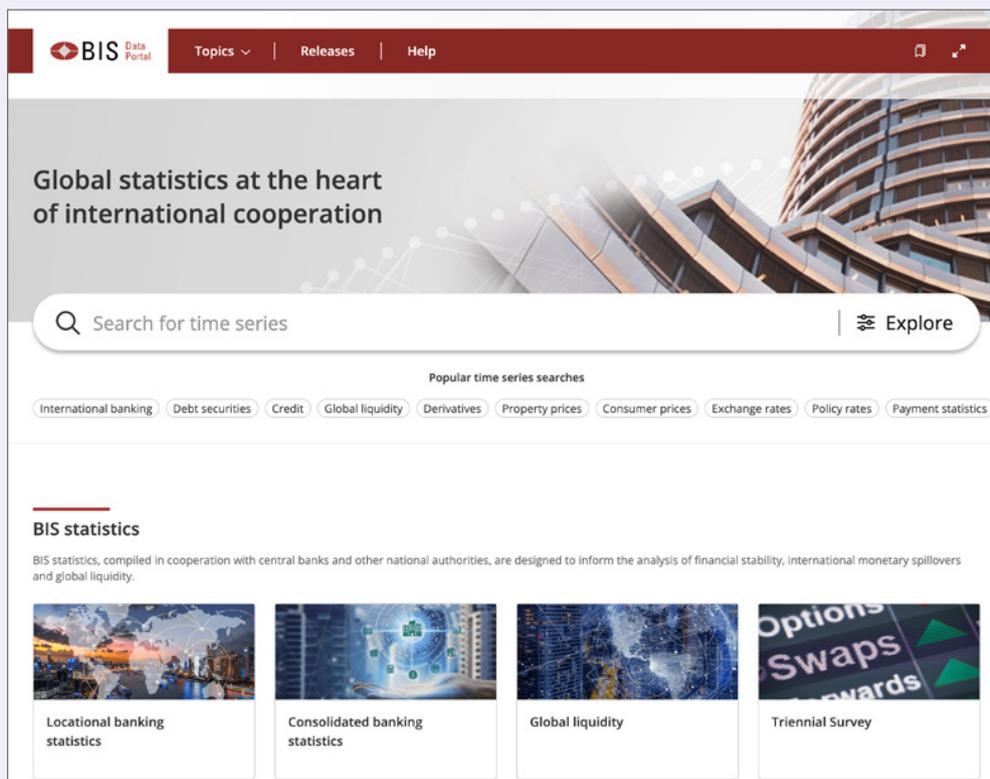 BIS Data
Portal
Topics
Releases
Help
Global statistics at the heart
of international cooperation
Search for time series
Explore
Popular time series searches
International banking
Debt securities
Credit
Global liquidity
Derivatives
Property prices
Consumer prices
Exchange rates
Policy rates
Payment statistics
BIS statistics
BIS statistics, compiled in cooperation with central banks and other national authorities, are designed to inform the analysis of financial stability, international monetary spillovers
and global liquidity.
Options
Swaps
Forwards
Locational banking
statistics
Consolidated banking
statistics
Global liquidity
Triennial Survey